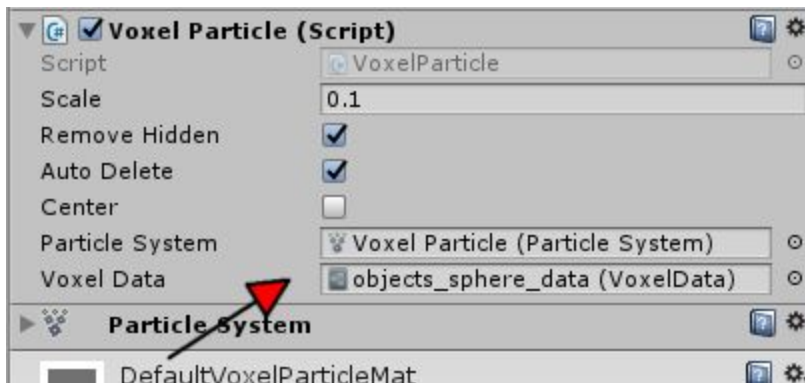 Voxel Particle (Script)
Script VoxelParticle
Scale 0.1
Remove Hidden
Auto Delete
Center
Particle System Voxel Particle (Particle System)
Voxel Data objects_sphere_data (VoxelData)
Particle System
DefaultVoxelParticleMat